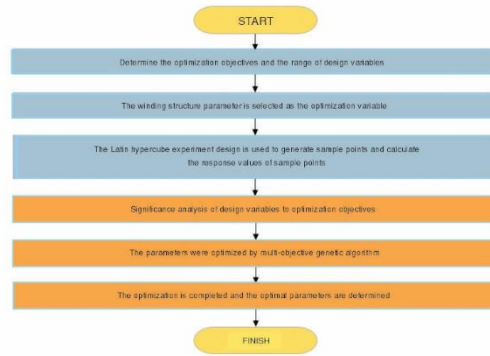 START
Determine the optimization objectives and the range of design variables
The winding structure parameter is selected as the optimization variable
The Latin hypercube experiment design is used to generate sample points and calculate
the response values of sample points
Significance analysis of design variables to optimization objectives
The parameters were optimized by multi-objective genetic algorithm
The optimization is completed and the optimal parameters are determined
FINISH